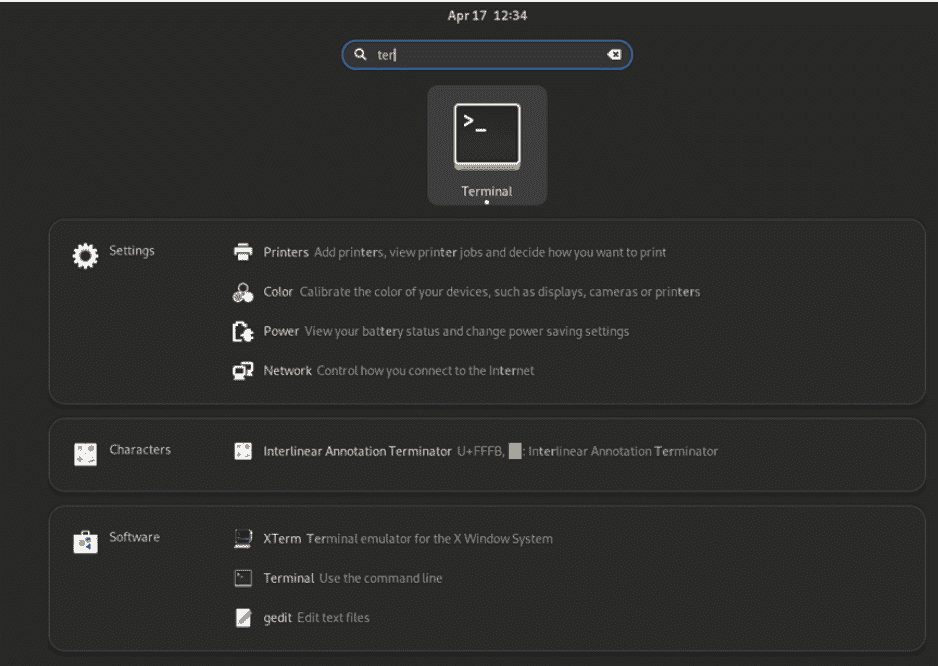 Apr 17 12:34
ter
>_
Terminal
Settings
Printers Add printers, view printer jobs and decide how you want to print
Color Calibrate the color of your devices, such as displays, cameras or printers
Power View your battery status and change power saving settings
Network Control how you connect to the Internet
Characters
Interlinear Annotation Terminator U+FFFB, : Interlinear Annotation Terminator
Software
XTerm Terminal emulator for the X Window System
Terminal Use the command line
gedit Edit text files